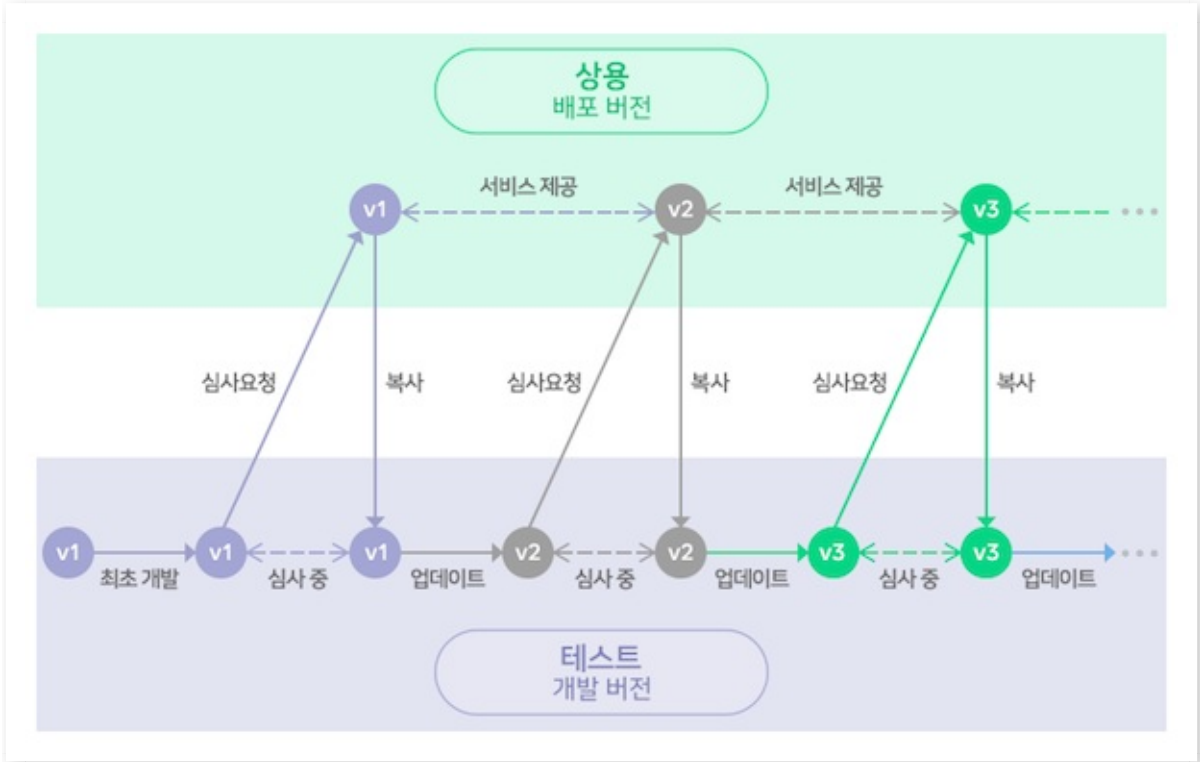 상용
배포 버전
서비스 제공 서비스 제공
v1 v2 v3
심사요청 복사 심사요청 복사 심사요청 복사
v1 v1 v1 v2 v2 v3 v3
최초 개발 심사 중 업데이트 심사 중 업데이트 심사 중 업데이트
테스트
개발 버전